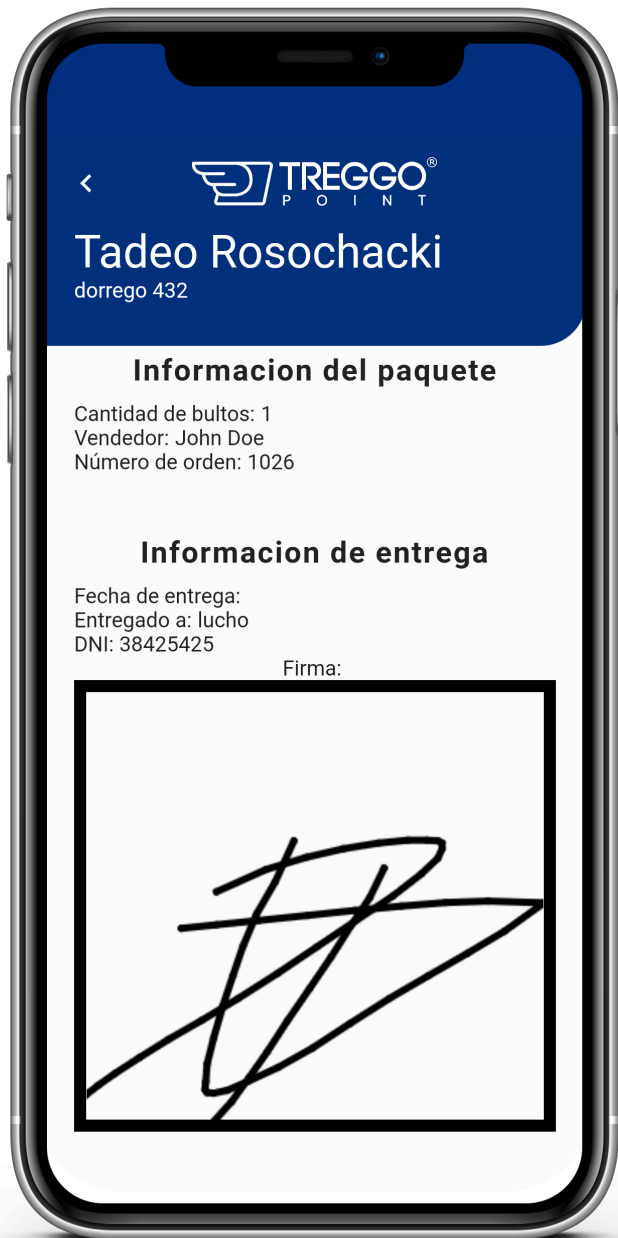 TREGGO®
POINT
Tadeo Rosochacki
dorrego 432
Informacion del paquete
Cantidad de bultos: 1
Vendedor: John Doe
Número de orden: 1026
Informacion de entrega
Fecha de entrega:
Entregado a: lucho
DNI: 38425425
Firma: